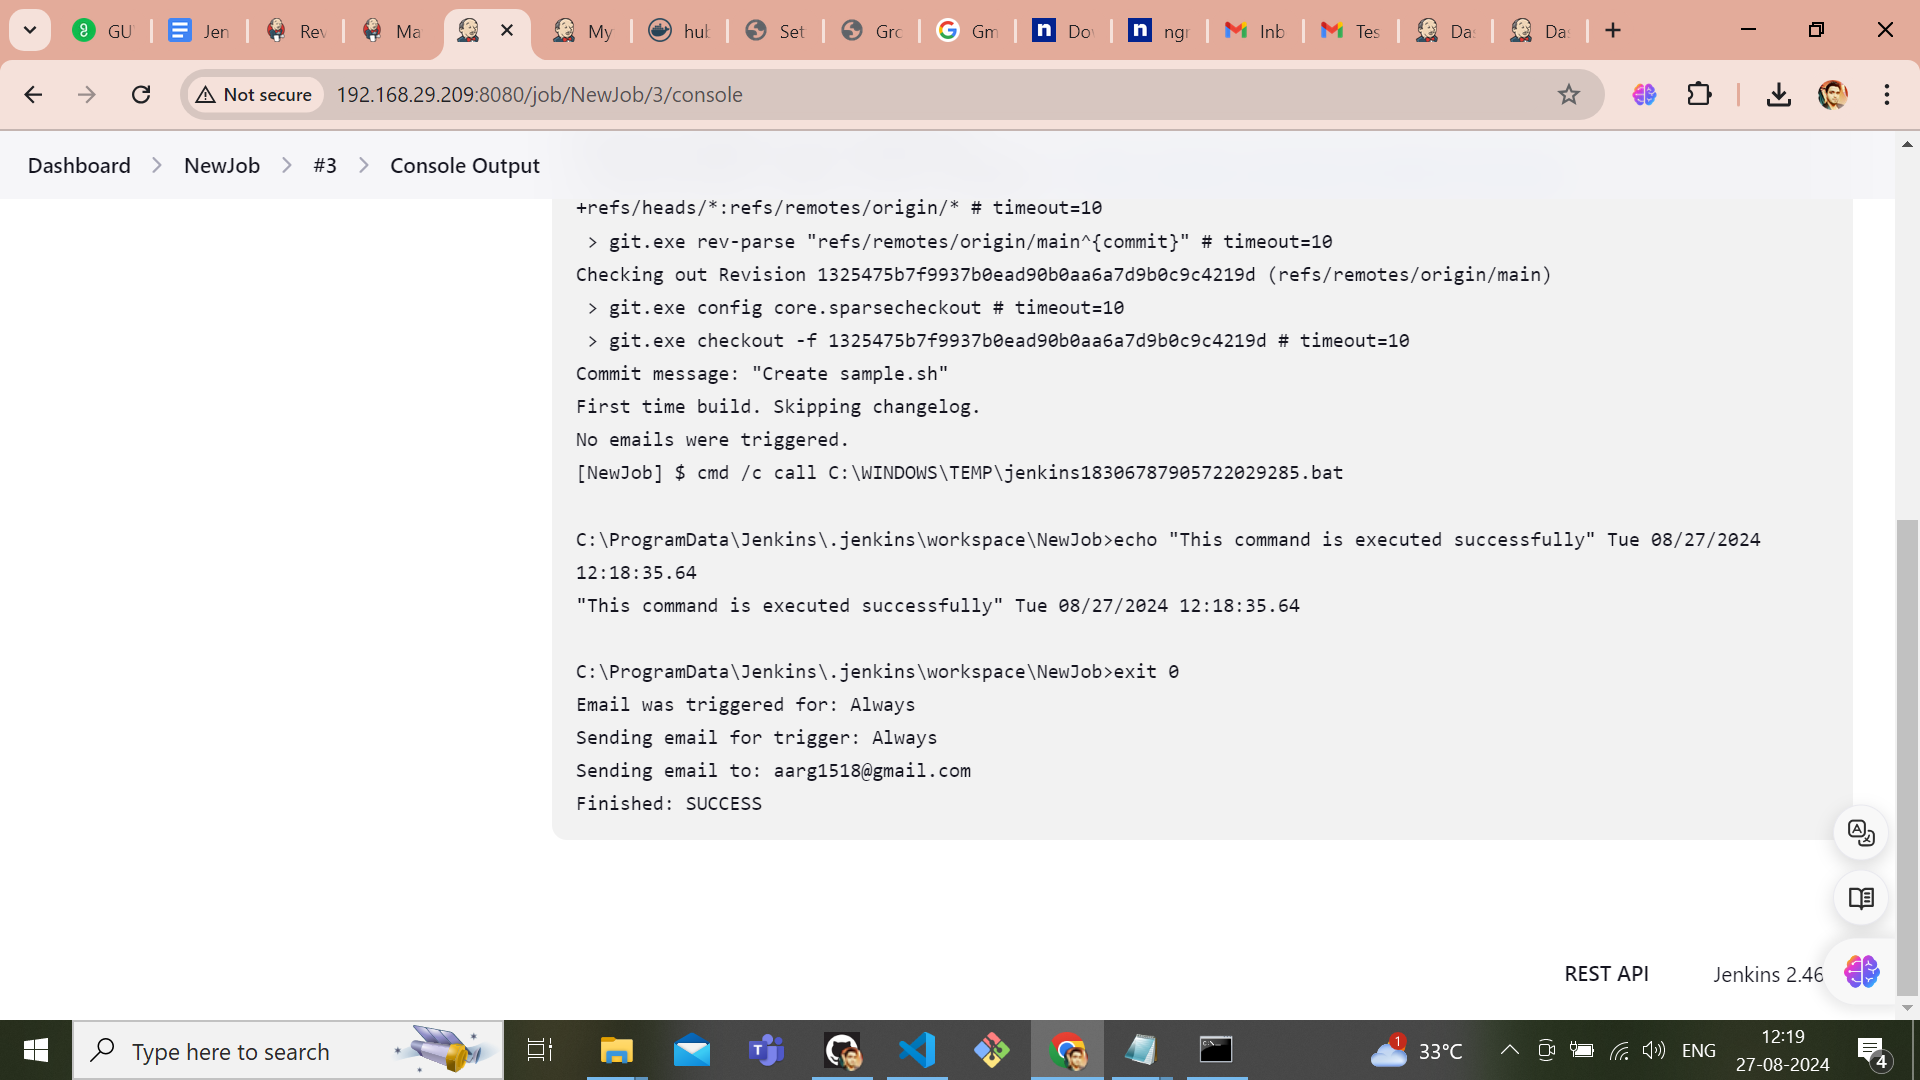 GU
Jen
Rev
Ma
My
hub
Set
Gro
Gm
Dov
ngr
Inb
Tes
Das
Das
Not secure
192.168.29.209:8080/job/NewJob/3/console
Dashboard > NewJob > #3 > Console Output
+refs/heads/*:refs/remotes/origin/* # timeout=10
> git.exe rev-parse "refs/remotes/origin/main^{commit}" # timeout=10
Checking out Revision 1325475b7f9937b0ead90b0aa6a7d9b0c9c4219d (refs/remotes/origin/main)
> git.exe config core.sparsecheckout # timeout=10
> git.exe checkout -f 1325475b7f9937b0ead90b0aa6a7d9b0c9c4219d # timeout=10
Commit message: "Create sample.sh"
First time build. Skipping changelog.
No emails were triggered.
[NewJob] $ cmd /c call C:\WINDOWS\TEMP\jenkins18306787905722029285.bat
C:\ProgramData\Jenkins\.jenkins\workspace\NewJob>echo "This command is executed successfully" Tue 08/27/2024
12:18:35.64
"This command is executed successfully" Tue 08/27/2024 12:18:35.64
C:\ProgramData\Jenkins\.jenkins\workspace\NewJob>exit 0
Email was triggered for: Always
Sending email for trigger: Always
Sending email to: aarg1518@gmail.com
Finished: SUCCESS
REST API
Jenkins 2.46
Type here to search
1
33°C
ENG
12:19
27-08-2024
4